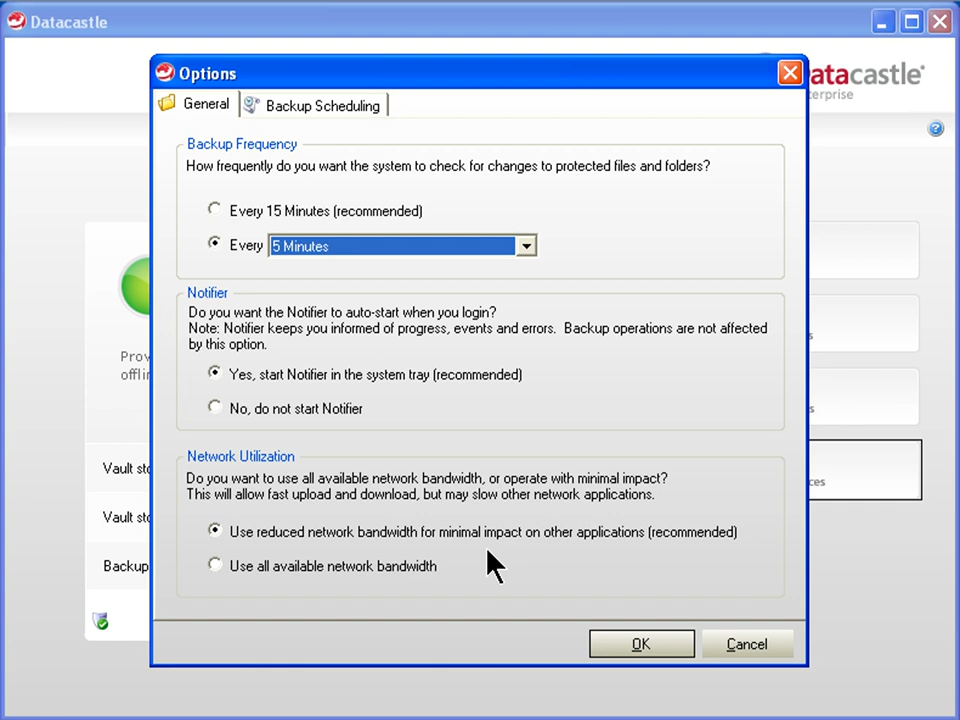 Datacastle
Options
atacastle
erprise
General
Backup Scheduling
Backup Frequency
How frequently do you want the system to check for changes to protected files and folders?
Every 15 Minutes (recommended)
Every 5 Minutes
Notifier
Do you want the Notifier to auto-start when you login?
Note: Notifier keeps you informed of progress, events and errors. Backup operations are not affected
by this option.
Prov
offlin
Yes, start Notifier in the system tray (recommended)
No, do not start Notifier
Network Utilization
Vault sto
Do you want to use all available network bandwidth, or operate with minimal impact?
This will allow fast upload and download, but may slow other network applications.
ces
Vault sto
Use reduced network bandwidth for minimal impact on other applications (recommended)
Backup
Use all available network bandwidth
OK
Cancel